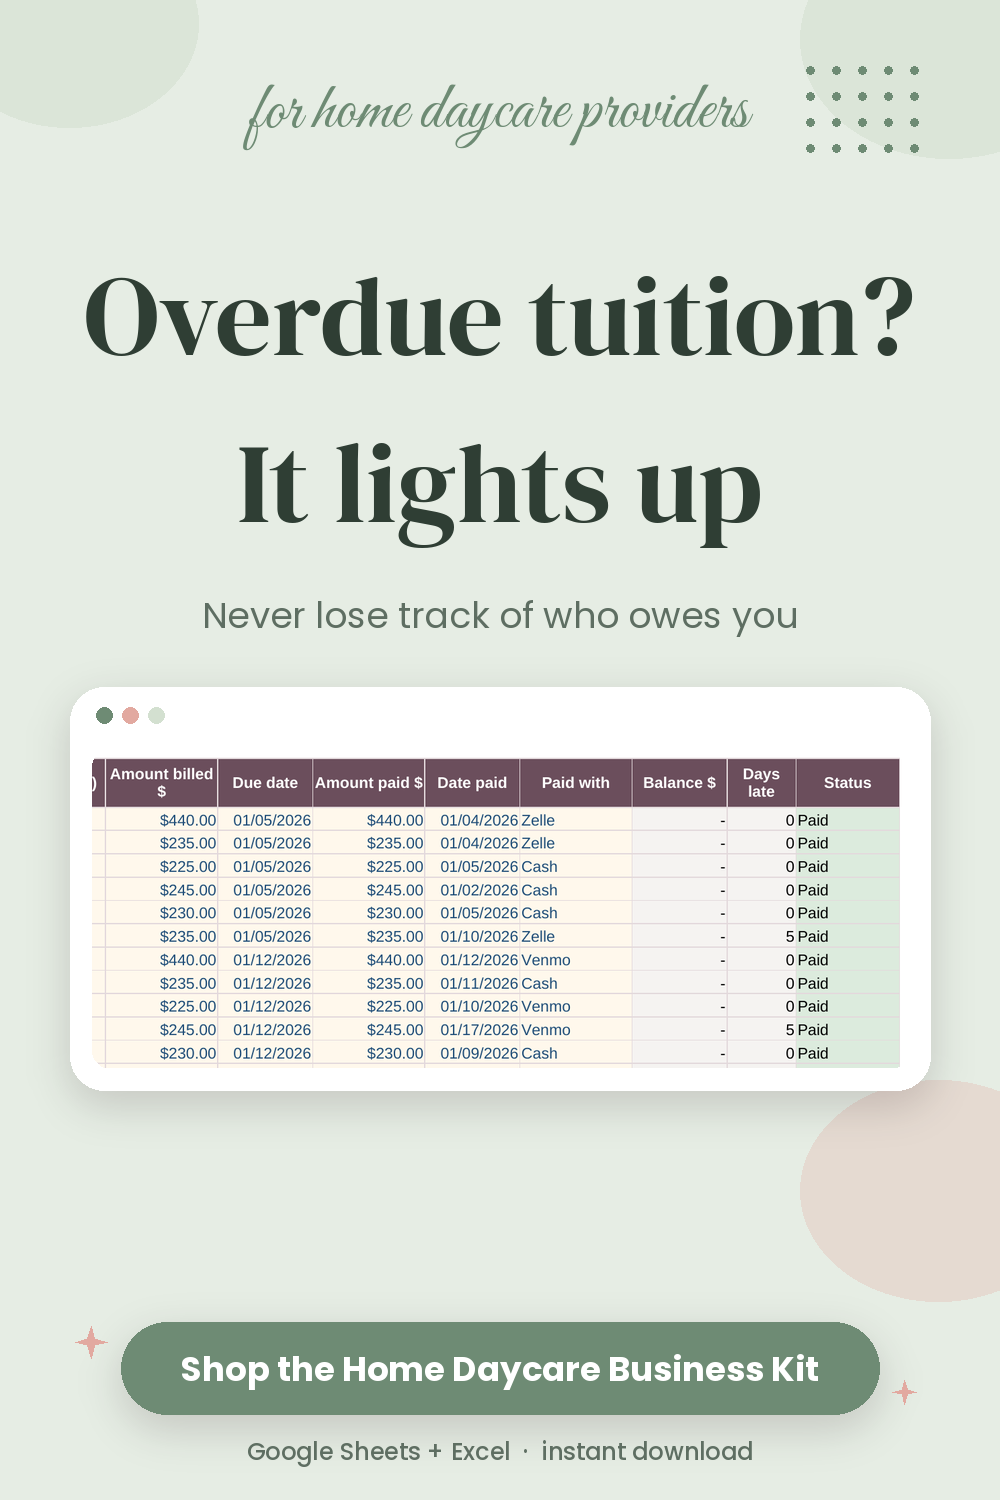 for home daycare providers
Overdue tuition?
It lights up
Never lose track of who owes you
) Amount billed $ Due date Amount paid $ Date paid Paid with Balance $ Days late Status
$440.00 01/05/2026 $440.00 01/04/2026 Zelle - 0 Paid
$235.00 01/05/2026 $235.00 01/04/2026 Zelle - 0 Paid
$225.00 01/05/2026 $225.00 01/05/2026 Cash - 0 Paid
$245.00 01/05/2026 $245.00 01/02/2026 Cash - 0 Paid
$230.00 01/05/2026 $230.00 01/05/2026 Cash - 0 Paid
$235.00 01/05/2026 $235.00 01/10/2026 Zelle - 5 Paid
$440.00 01/12/2026 $440.00 01/12/2026 Venmo - 0 Paid
$235.00 01/12/2026 $235.00 01/11/2026 Cash - 0 Paid
$225.00 01/12/2026 $225.00 01/10/2026 Venmo - 0 Paid
$245.00 01/12/2026 $245.00 01/17/2026 Venmo - 5 Paid
$230.00 01/12/2026 $230.00 01/09/2026 Cash - 0 Paid
Shop the Home Daycare Business Kit
Google Sheets + Excel · instant download